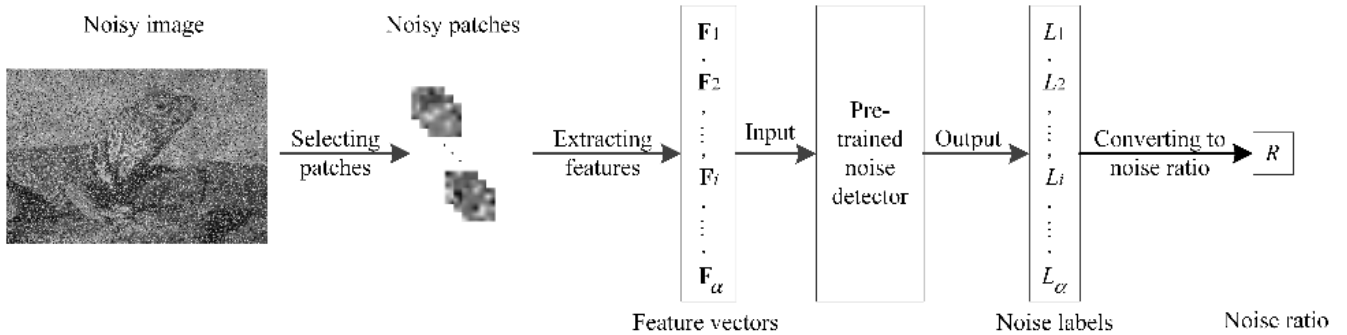 Noisy image
Noisy patches
Selecting
patches
Extracting
features
F1
.
F2
,
⋮
,
Fi
.
⋮
.
Fα
Feature vectors
Input
Pre-
trained
noise
detector
Output
L1
.
L2
,
⋮
,
Li
.
⋮
.
Lα
Noise labels
Converting to
noise ratio
R
Noise ratio